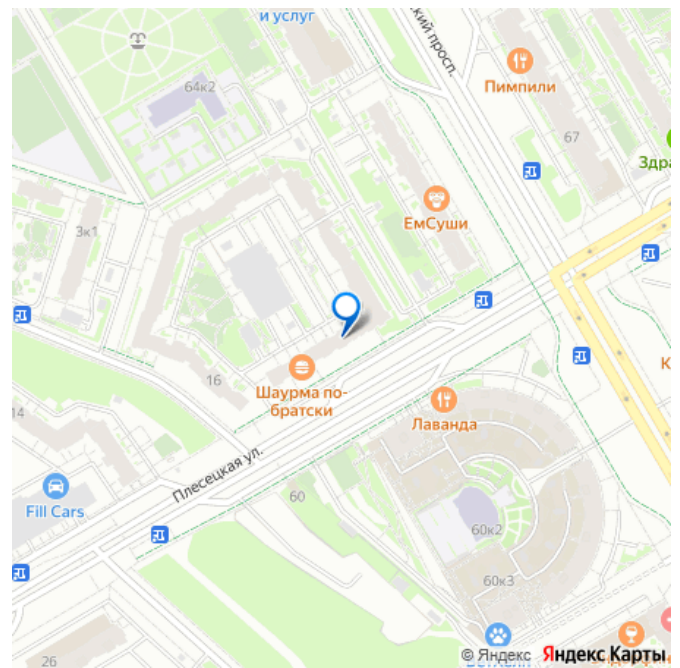 и услуг
ский просп.
Пимпили
64к2
67
Здра
3к1
ЕмСуши
16
Шаурма по-
братски
Лаванда
14
Плесецкая ул.
Fill Cars
60
60к2
60к3
К
26
© Яндекс Яндекс Карты